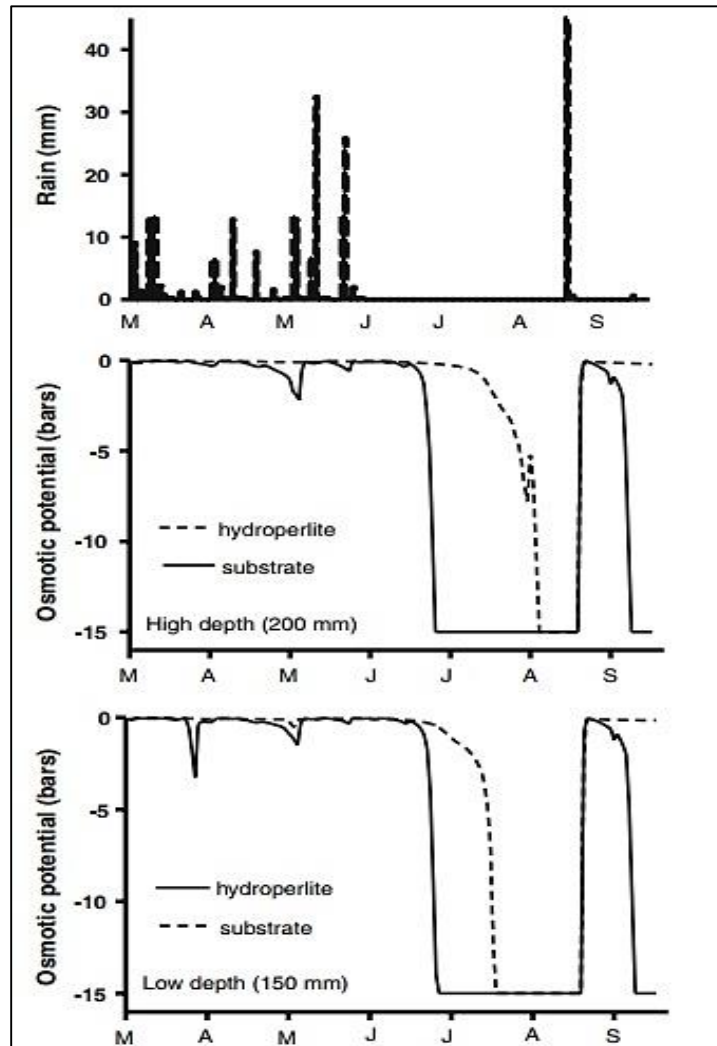 Rain (mm)
40
30
20
10
0
M A M J J A S
Osmotic potential (bars)
0
-5
-10
-15
hydroperlite
substrate
High depth (200 mm)
M A M J J A S
Osmotic potential (bars)
0
-5
-10
-15
hydroperlite
substrate
Low depth (150 mm)
M A M J J A S